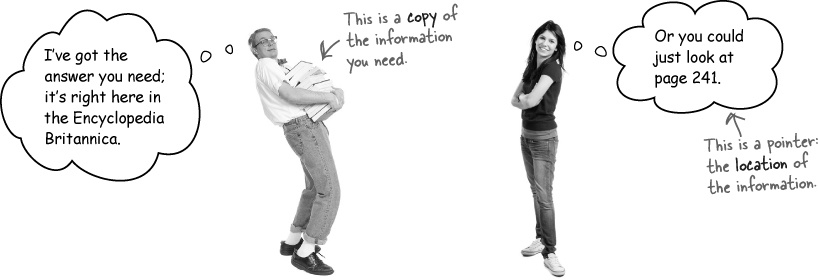 I've got the
answer you need;
it's right here in
the Encyclopedia
Britannica.
This is a copy of
the information
you need.
Or you could
just look at
page 241.
This is a pointer:
the location of
the information.